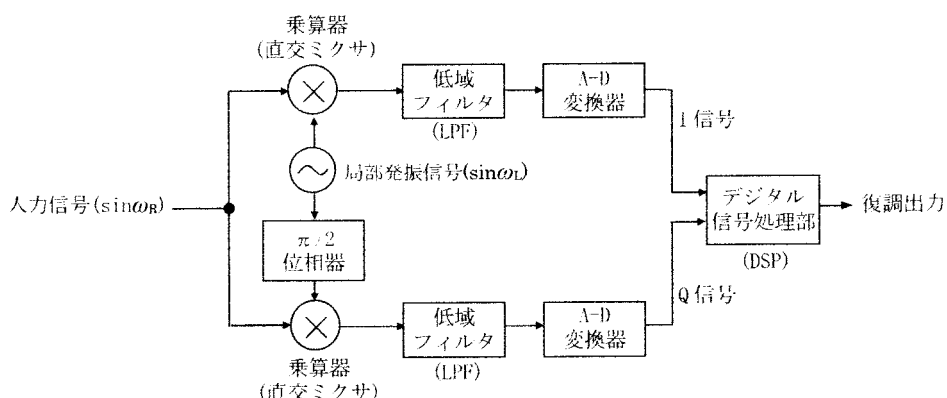 乗算器
(直交ミクサ)
低域
フィルタ
(LPF)
A-D
変換器
I 信号
局部発振信号(sinωL)
入力信号(sinωR)
π/2
位相器
デジタル
信号処理部
(DSP)
復調出力
Q 信号
低域
フィルタ
(LPF)
A-D
変換器
乗算器
(直交ミクサ)